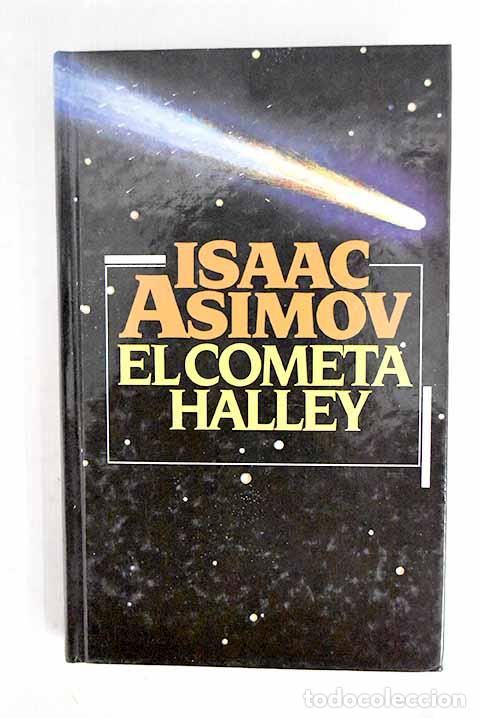 ISAAC
ASIMOV
EL COMETA
HALLEY
todocoleccion